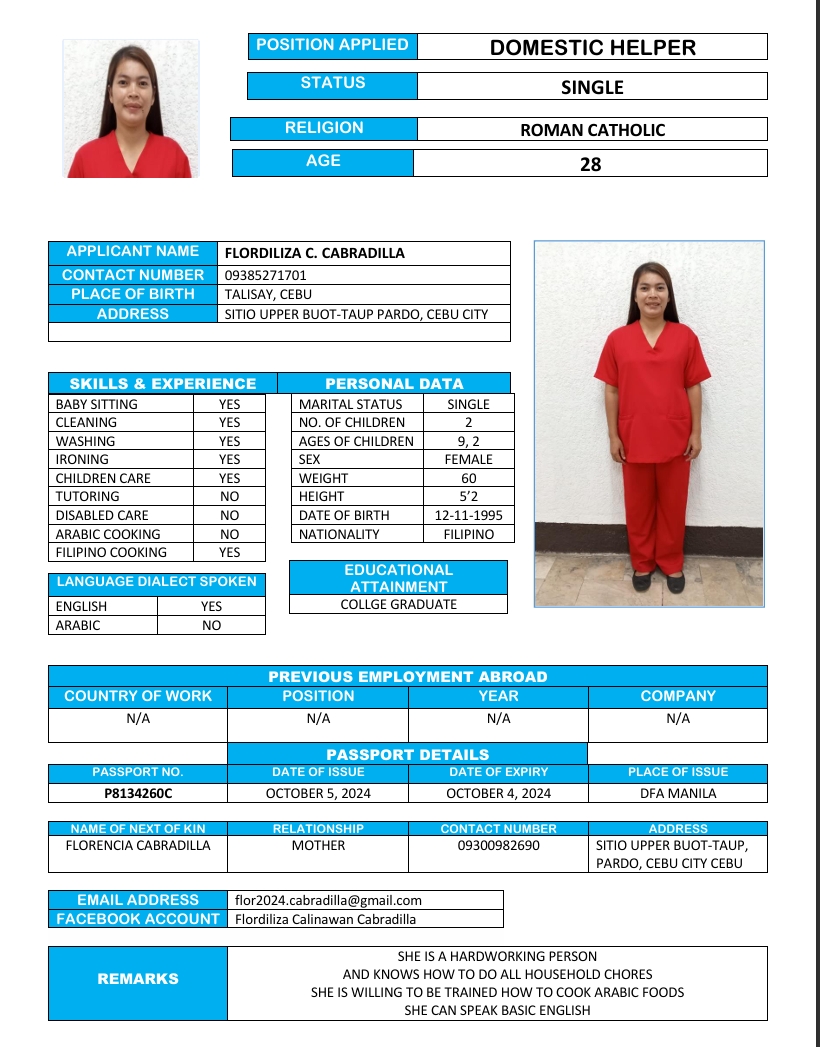 POSITION APPLIED DOMESTIC HELPER
STATUS SINGLE
RELIGION ROMAN CATHOLIC
AGE 28
APPLICANT NAME FLORDILIZA C. CABRADILLA
CONTACT NUMBER 09385271701
PLACE OF BIRTH TALISAY, CEBU
ADDRESS SITIO UPPER BUOT-TAUP PARDO, CEBU CITY
SKILLS & EXPERIENCE
BABY SITTING YES
CLEANING YES
WASHING YES
IRONING YES
CHILDREN CARE YES
TUTORING NO
DISABLED CARE NO
ARABIC COOKING NO
FILIPINO COOKING YES
LANGUAGE DIALECT SPOKEN
ENGLISH YES
ARABIC NO
PERSONAL DATA
MARITAL STATUS SINGLE
NO. OF CHILDREN 2
AGES OF CHILDREN 9, 2
SEX FEMALE
WEIGHT 60
HEIGHT 5’2
DATE OF BIRTH 12-11-1995
NATIONALITY FILIPINO
EDUCATIONAL
ATTAINMENT
COLLGE GRADUATE
PREVIOUS EMPLOYMENT ABROAD
COUNTRY OF WORK POSITION YEAR COMPANY
N/A N/A N/A N/A
PASSPORT DETAILS
PASSPORT NO. DATE OF ISSUE DATE OF EXPIRY PLACE OF ISSUE
P8134260C OCTOBER 5, 2024 OCTOBER 4, 2024 DFA MANILA
NAME OF NEXT OF KIN RELATIONSHIP CONTACT NUMBER ADDRESS
FLORENCIA CABRADILLA MOTHER 09300982690 SITIO UPPER BUOT-TAUP,
PARDO, CEBU CITY CEBU
EMAIL ADDRESS flor2024.cabradilla@gmail.com
FACEBOOK ACCOUNT Flordiliza Calinawan Cabradilla
REMARKS
SHE IS A HARDWORKING PERSON
AND KNOWS HOW TO DO ALL HOUSEHOLD CHORES
SHE IS WILLING TO BE TRAINED HOW TO COOK ARABIC FOODS
SHE CAN SPEAK BASIC ENGLISH